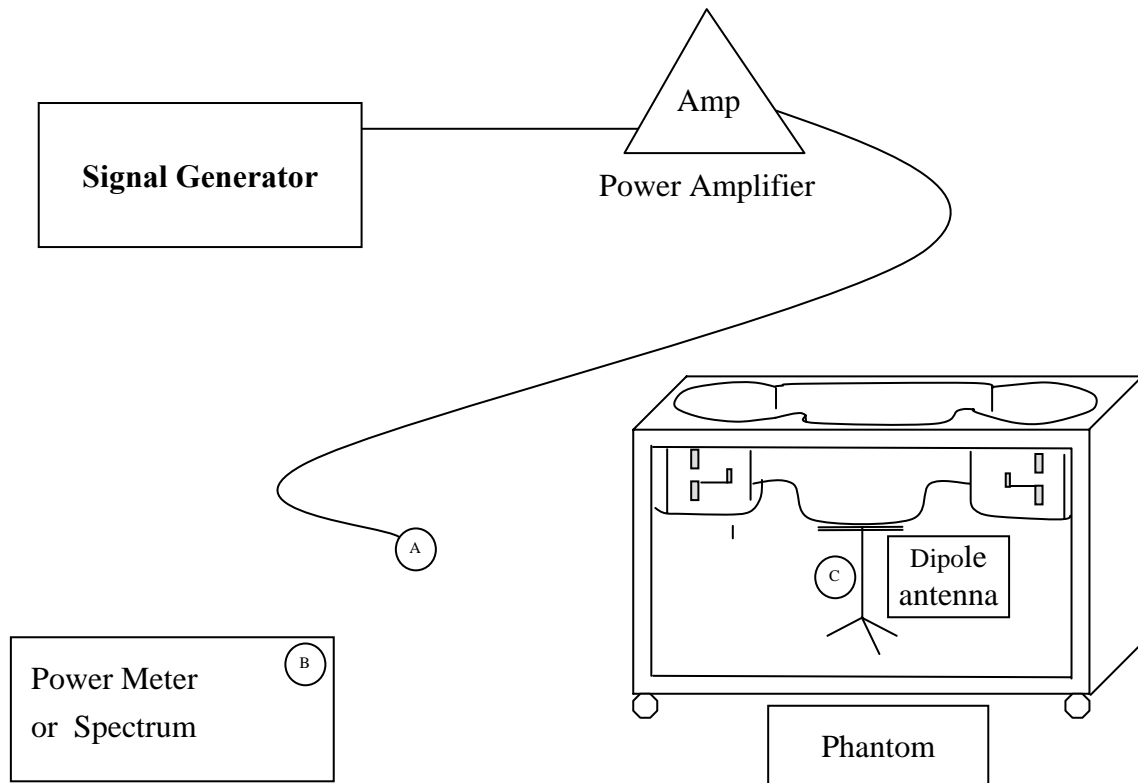 Amp
Signal Generator
Power Amplifier
A
C
Dipole
antenna
B
Power Meter
or Spectrum
Phantom